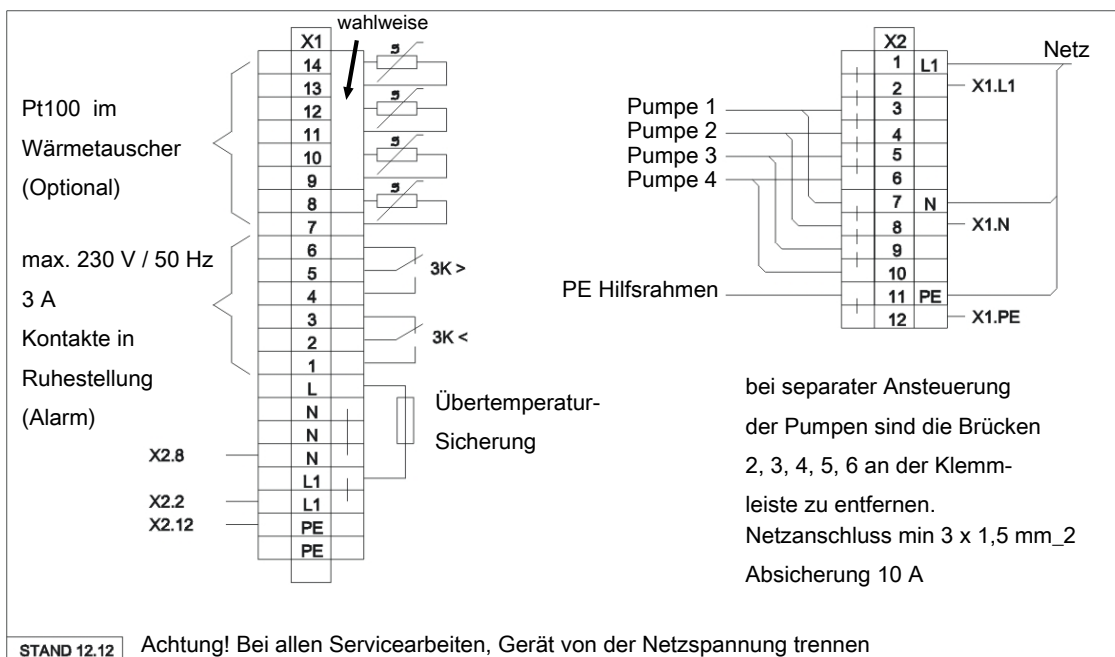 wahlweise
X1
14
13
12
11
10
9
8
7
6
5
4
3
2
1
L
N
N
N
L1
L1
PE
PE
Pt100 im
Wärmetauscher
(Optional)
max. 230 V / 50 Hz
3 A
Kontakte in
Ruhestellung
(Alarm)
X2.8
X2.2
X2.12
3K >
3K <
Übertemperatur-
Sicherung
X2
1 L1
2
3
4
5
6
7 N
8
9
10
11 PE
12
Netz
X1.L1
X1.N
X1.PE
Pumpe 1
Pumpe 2
Pumpe 3
Pumpe 4
PE Hilfsrahmen
bei separater Ansteuerung
der Pumpen sind die Brücken
2, 3, 4, 5, 6 an der Klemm-
leiste zu entfernen.
Netzanschluss min 3 x 1,5 mm_2
Absicherung 10 A
STAND 12.12
Achtung! Bei allen Servicearbeiten, Gerät von der Netzspannung trennen